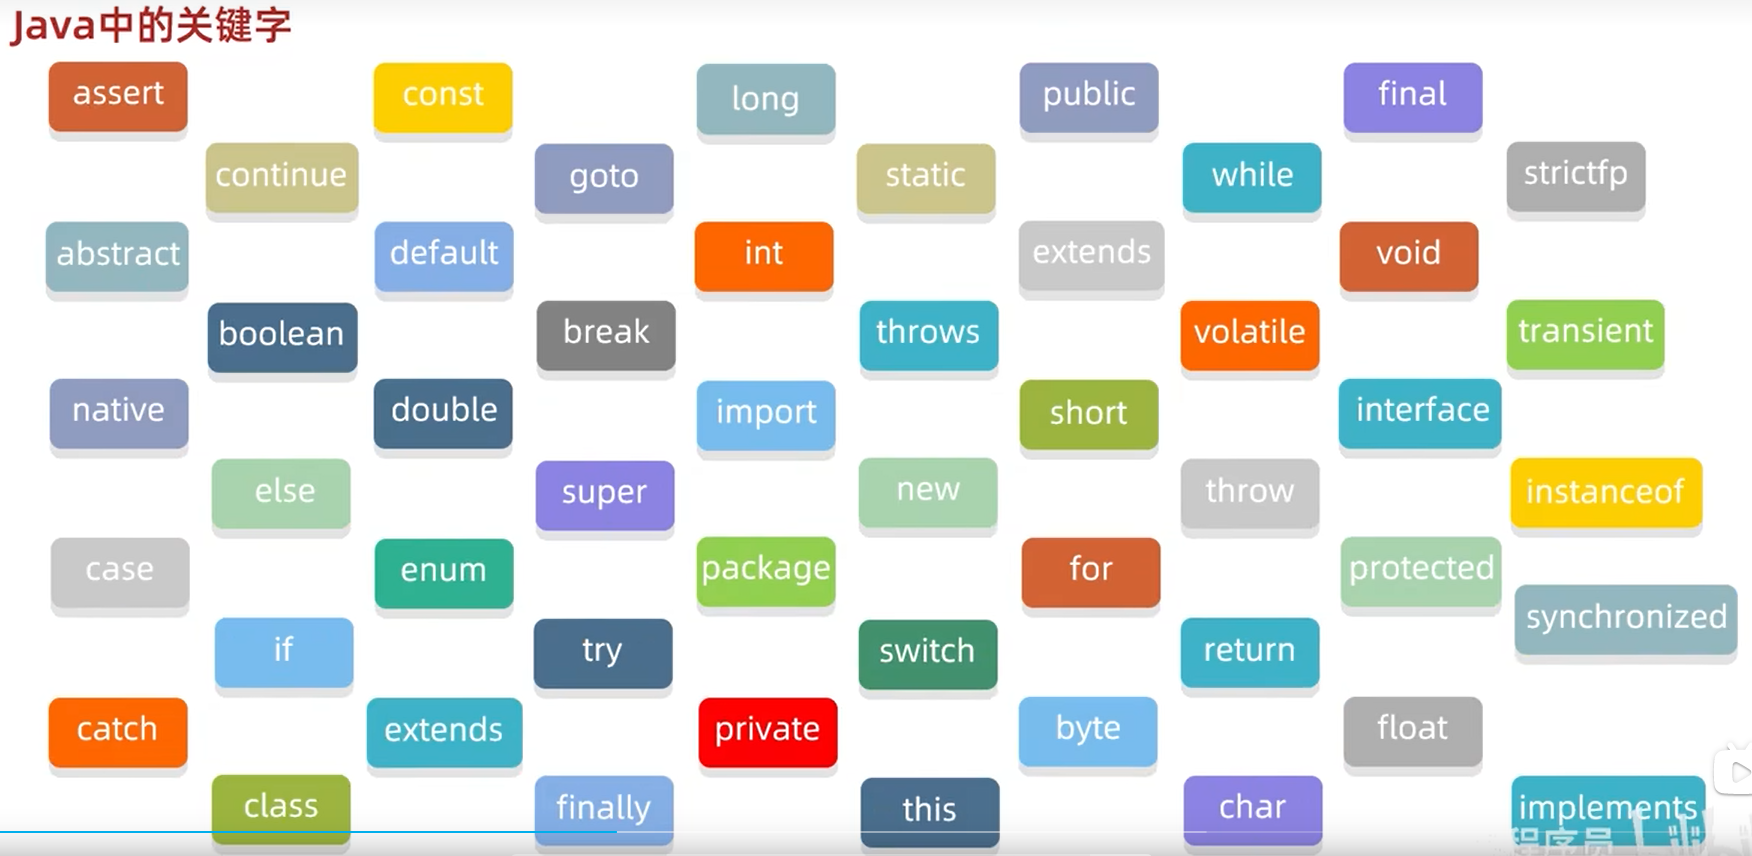 Java中的关键字
assert const long public final
continue goto static while strictfp
abstract default int extends void
boolean break throws volatile transient
native double import short interface
else super new throw instanceof
case enum package for protected
synchronized
if try switch return
catch extends private byte float
class finally this char implements
程序员